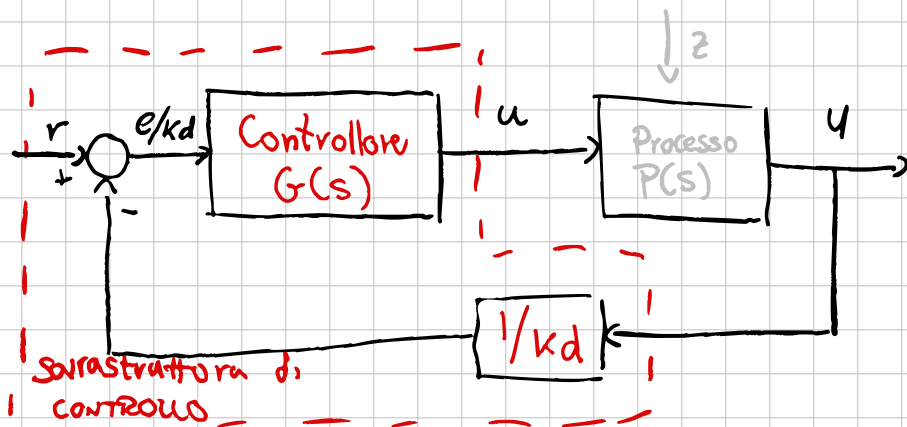 z
r
+
e/kd
Controllore
G(s)
u
Processo
P(s)
y
-
1/kd
Sovrastruttura di
CONTROLLO